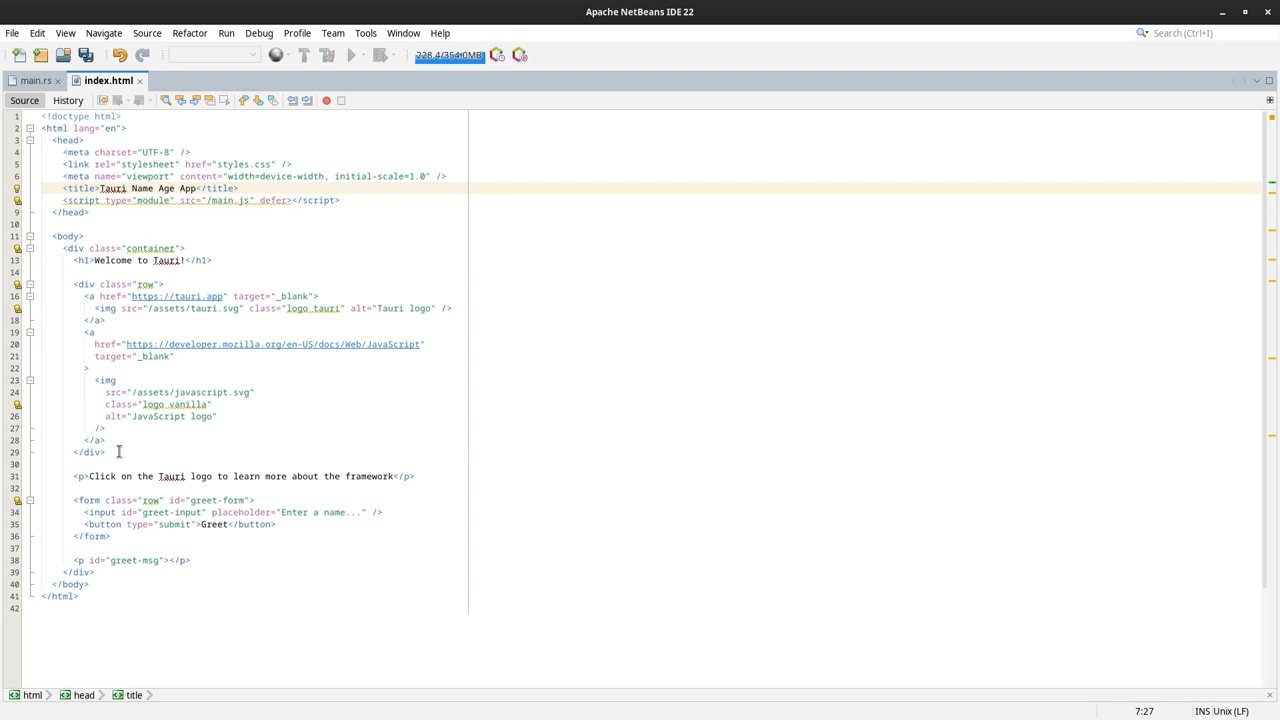 Apache NetBeans IDE 22
File Edit View Navigate Source Refactor Run Debug Profile Team Tools Window Help Search (Ctrl+I)
228.4/354.0MB
main.rs index.html
Source History
1 <!doctype html>
2 <html lang="en">
3 <head>
4 <meta charset="UTF-8" />
5 <link rel="stylesheet" href="styles.css" />
6 <meta name="viewport" content="width=device-width, initial-scale=1.0" />
<title>Tauri Name Age App</title>
<script type="module" src="/main.js" defer></script>
9 </head>
10
11 <body>
<div class="container">
13 <h1>Welcome to Tauri!</h1>
14
<div class="row">
16 <a href="https://tauri.app" target="_blank">
<img src="/assets/tauri.svg" class="logo tauri" alt="Tauri logo" />
18 </a>
19 <a
20 href="https://developer.mozilla.org/en-US/docs/Web/JavaScript"
21 target="_blank"
22 >
23 <img
24 src="/assets/javascript.svg"
class="logo vanilla"
26 alt="JavaScript logo"
27 />
28 </a>
29 </div>
30
31 <p>Click on the Tauri logo to learn more about the framework</p>
32
<form class="row" id="greet-form">
34 <input id="greet-input" placeholder="Enter a name..." />
35 <button type="submit">Greet</button>
36 </form>
37
38 <p id="greet-msg"></p>
39 </div>
40 </body>
41 </html>
42
html head title
7:27 INS Unix (LF)